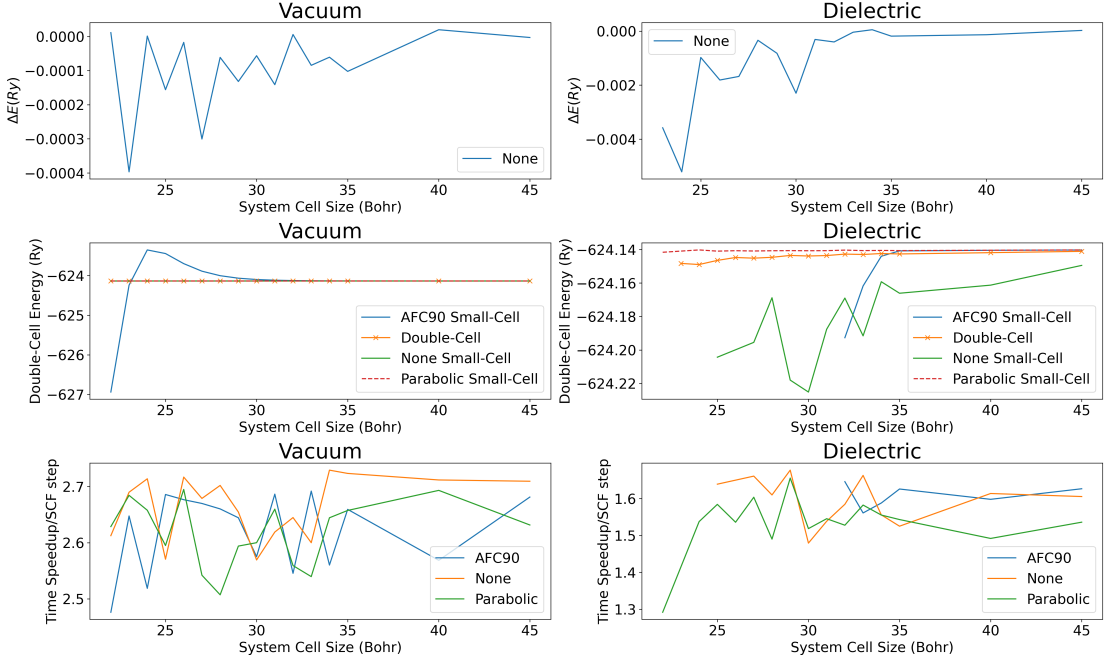 Vacuum
0.0000
−0.0001
−0.0002
−0.0003
−0.0004
ΔE(Ry)
None
25 30 35 40 45
System Cell Size (Bohr)
Dielectric
0.000
−0.002
−0.004
ΔE(Ry)
None
25 30 35 40 45
System Cell Size (Bohr)
Vacuum
−624
−625
−626
−627
Double-Cell Energy (Ry)
AFC90 Small-Cell
Double-Cell
None Small-Cell
Parabolic Small-Cell
25 30 35 40 45
System Cell Size (Bohr)
Dielectric
−624.14
−624.16
−624.18
−624.20
−624.22
Double-Cell Energy (Ry)
AFC90 Small-Cell
Double-Cell
None Small-Cell
Parabolic Small-Cell
25 30 35 40 45
System Cell Size (Bohr)
Vacuum
2.7
2.6
2.5
Time Speedup/SCF step
AFC90
None
Parabolic
25 30 35 40 45
System Cell Size (Bohr)
Dielectric
1.6
1.5
1.4
1.3
Time Speedup/SCF step
AFC90
None
Parabolic
25 30 35 40 45
System Cell Size (Bohr)